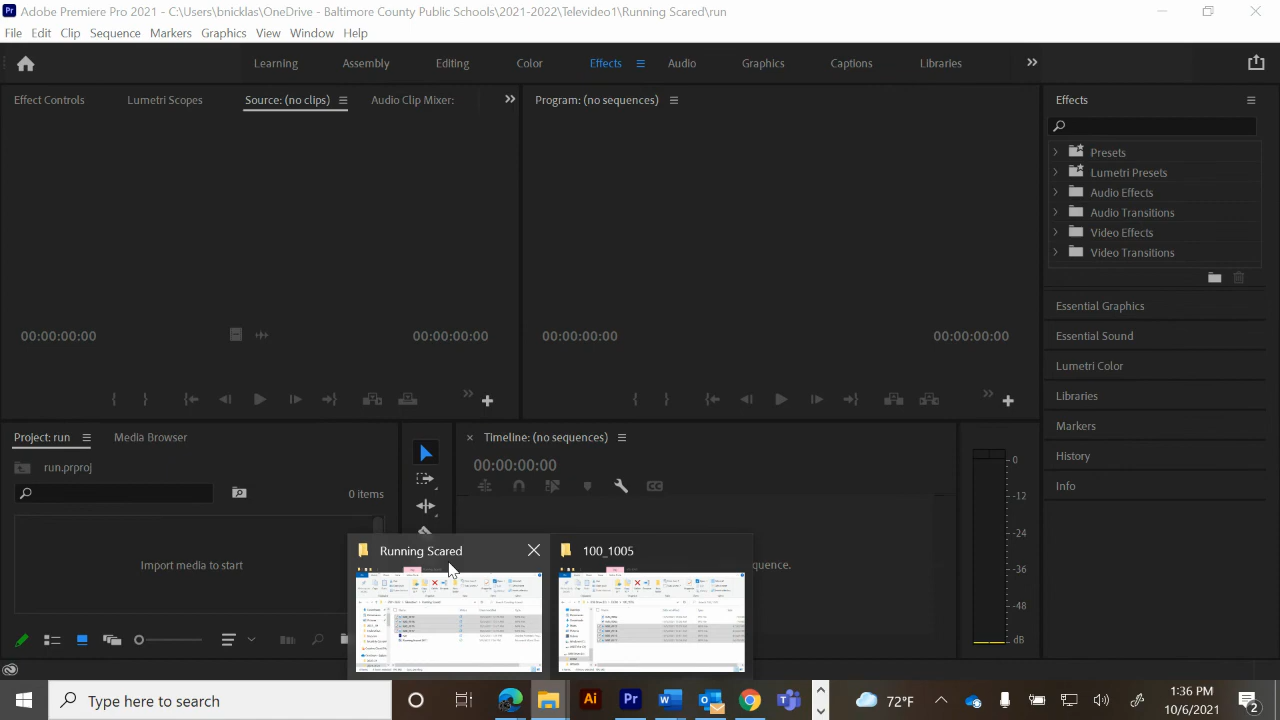 Adobe Premiere Pro 2021 - C:\Users\bricklas\OneDrive - Baltimore County Public Schools\2021-2022\Televideo1\Running Scared\run
File Edit Clip Sequence Markers Graphics View Window Help
Learning Assembly Editing Color Effects Audio Graphics Captions Libraries
Effect Controls Lumetri Scopes Source: (no clips) Audio Clip Mixer:
Program: (no sequences)
Effects
Presets
Lumetri Presets
Audio Effects
Audio Transitions
Video Effects
Video Transitions
00:00:00:00 00:00:00:00 00:00:00:00 00:00:00:00
Essential Graphics
Essential Sound
Lumetri Color
Libraries
Markers
History
Info
Project: run Media Browser
run.prproj
0 items
Import media to start
Timeline: (no sequences)
00:00:00:00
equence.
0
-12
-24
-36
-48
dB
Running Scared
100_1005
Type here to search
72°F
1:36 PM
10/6/2021
2